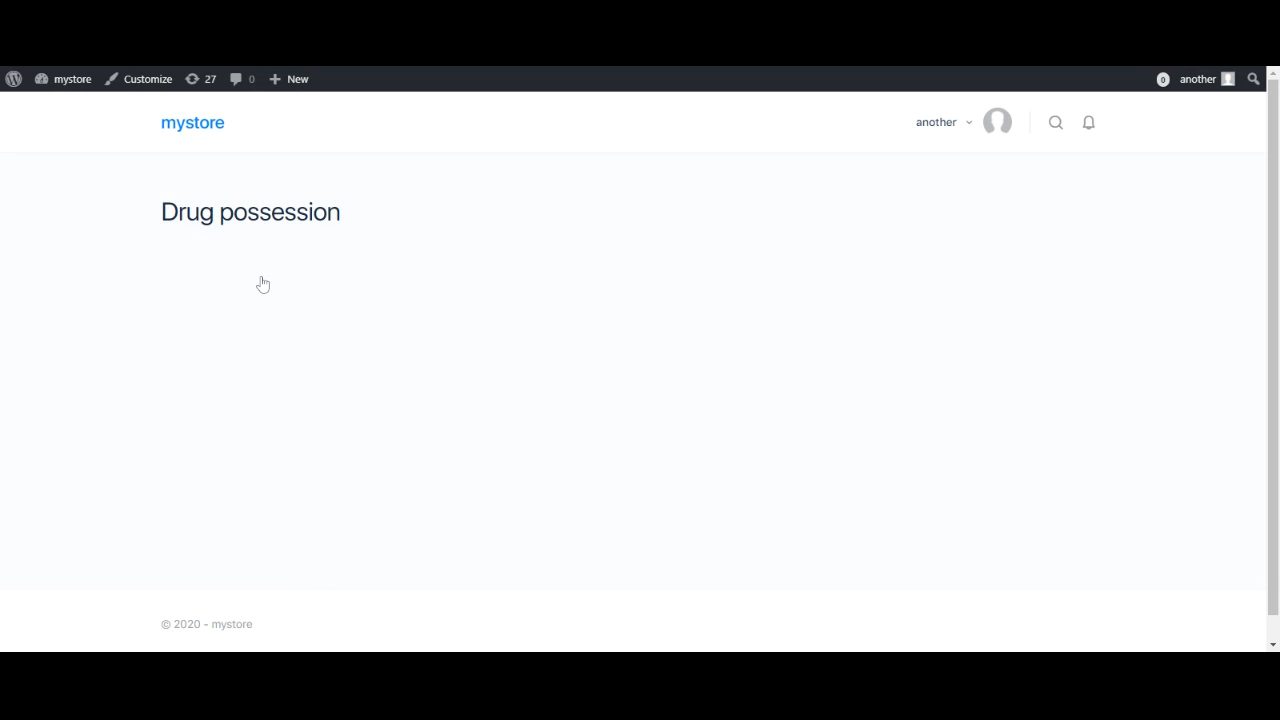 mystore Customize 27 0 New 0 another
mystore
another
Drug possession
© 2020 - mystore